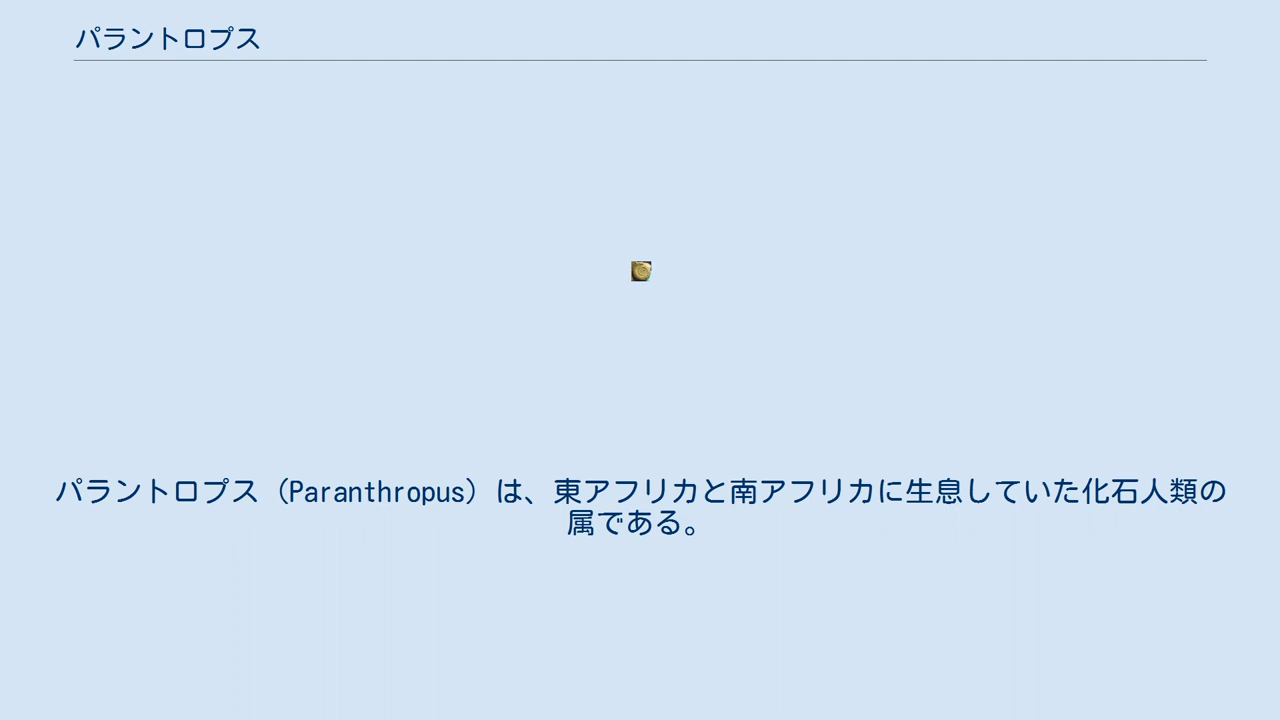 パラントロプス
パラントロプス（Paranthropus）は、東アフリカと南アフリカに生息していた化石人類の
属である。